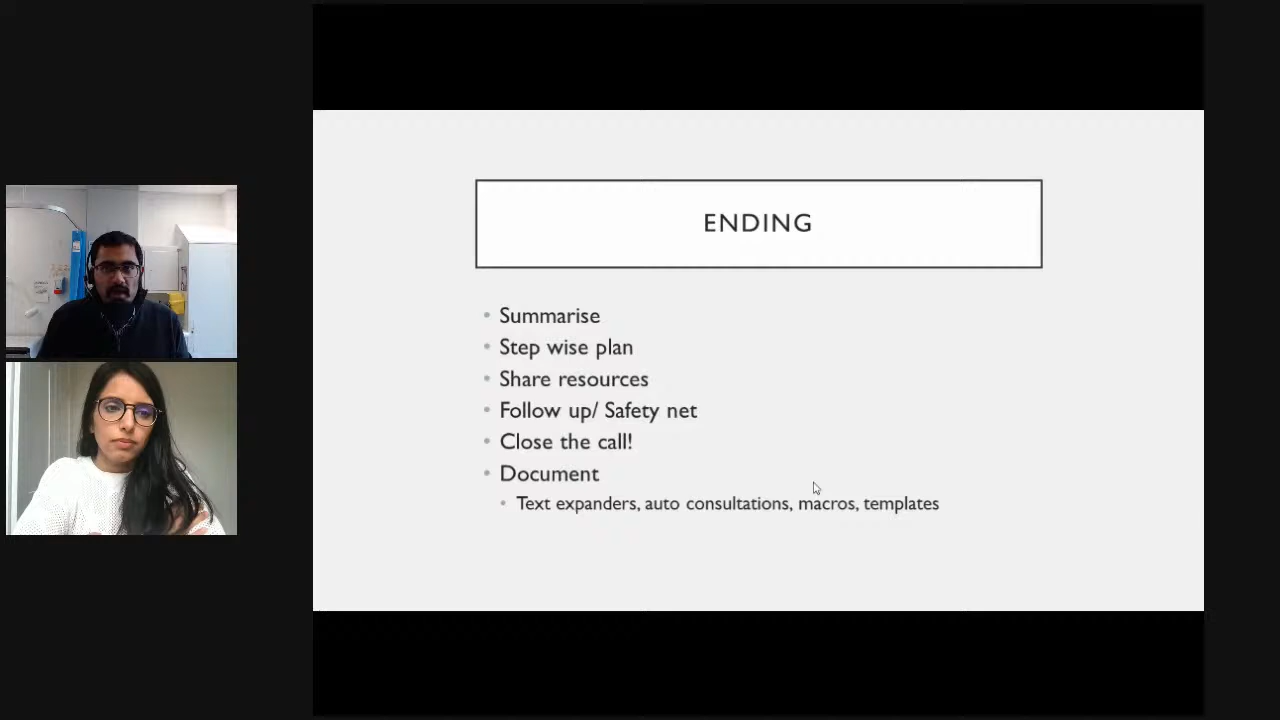 ENDING
Summarise
Step wise plan
Share resources
Follow up/ Safety net
Close the call!
Document
Text expanders, auto consultations, macros, templates